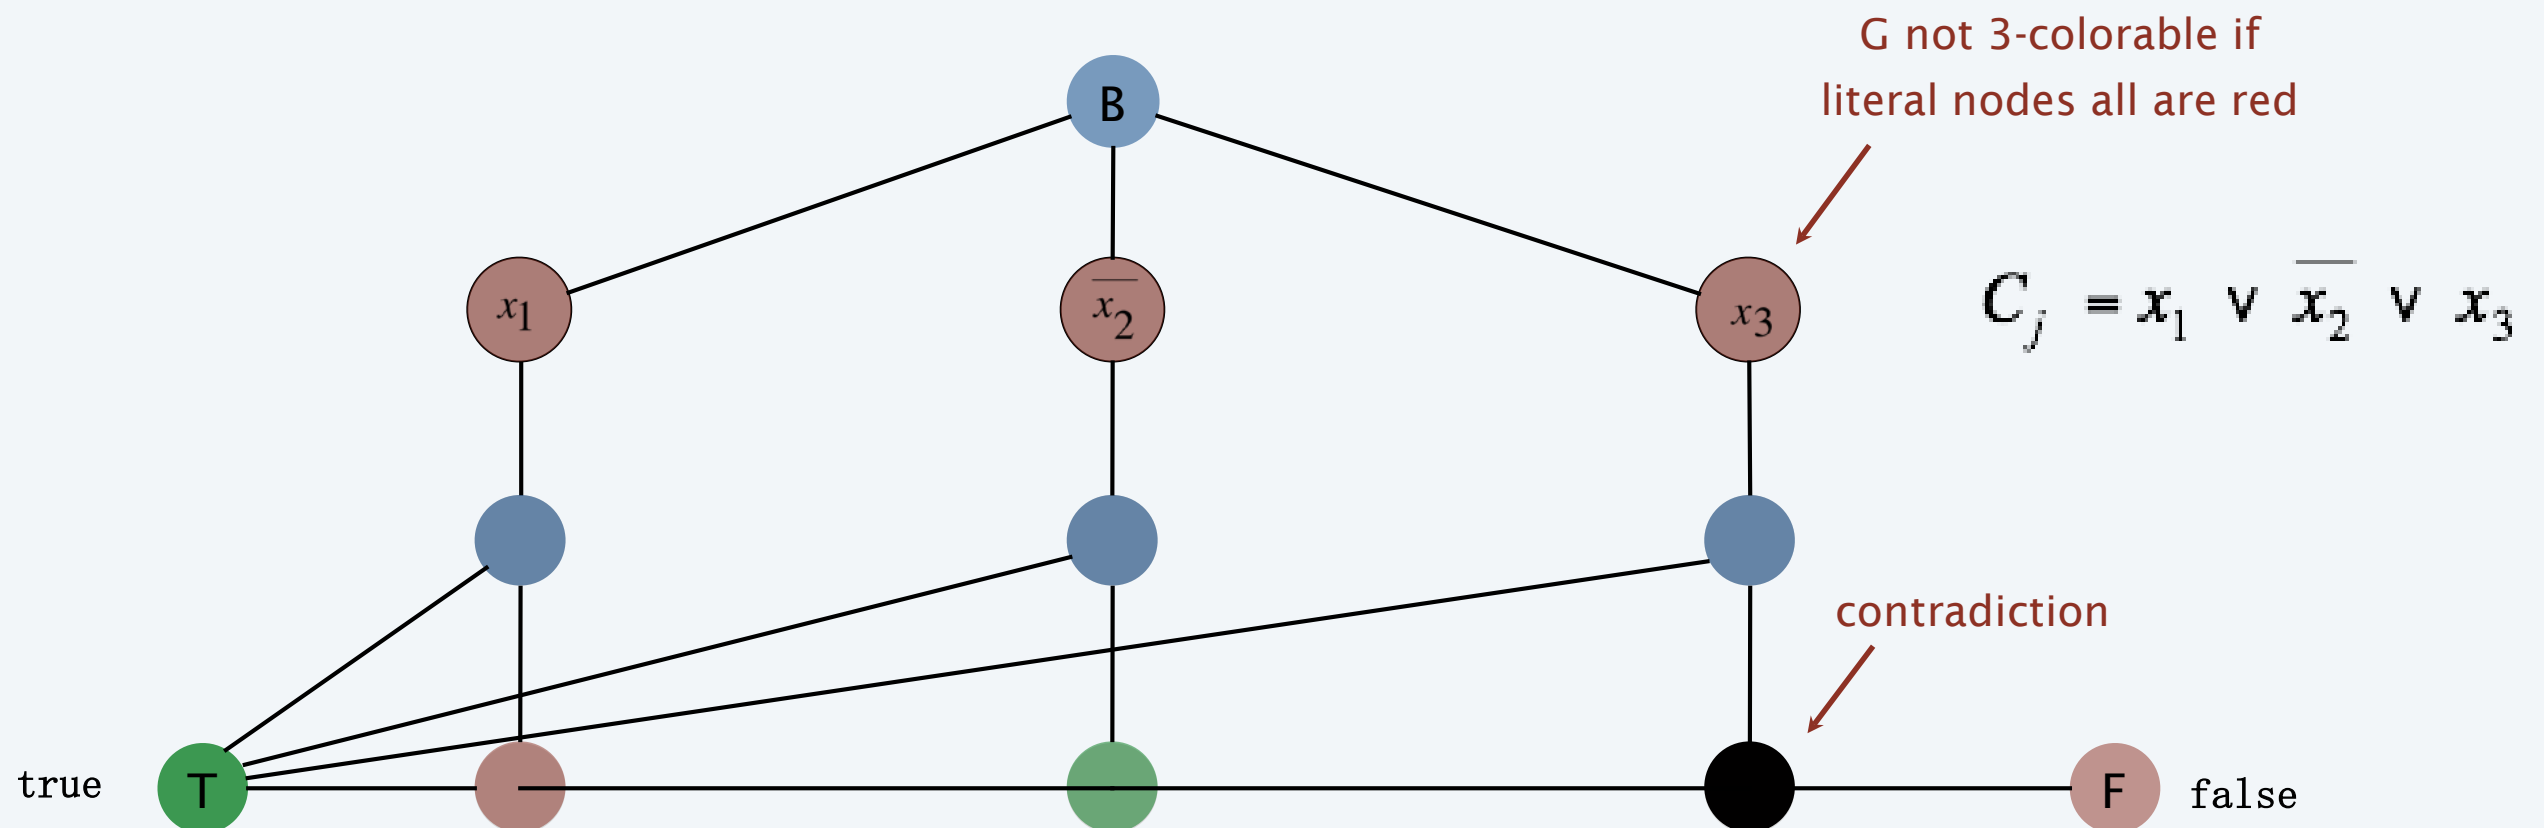 G not 3-colorable if
literal nodes all are red
B
x₁
x̅₂
x₃
Cⱼ = x₁ ∨ x̅₂ ∨ x₃
contradiction
true
T
F
false